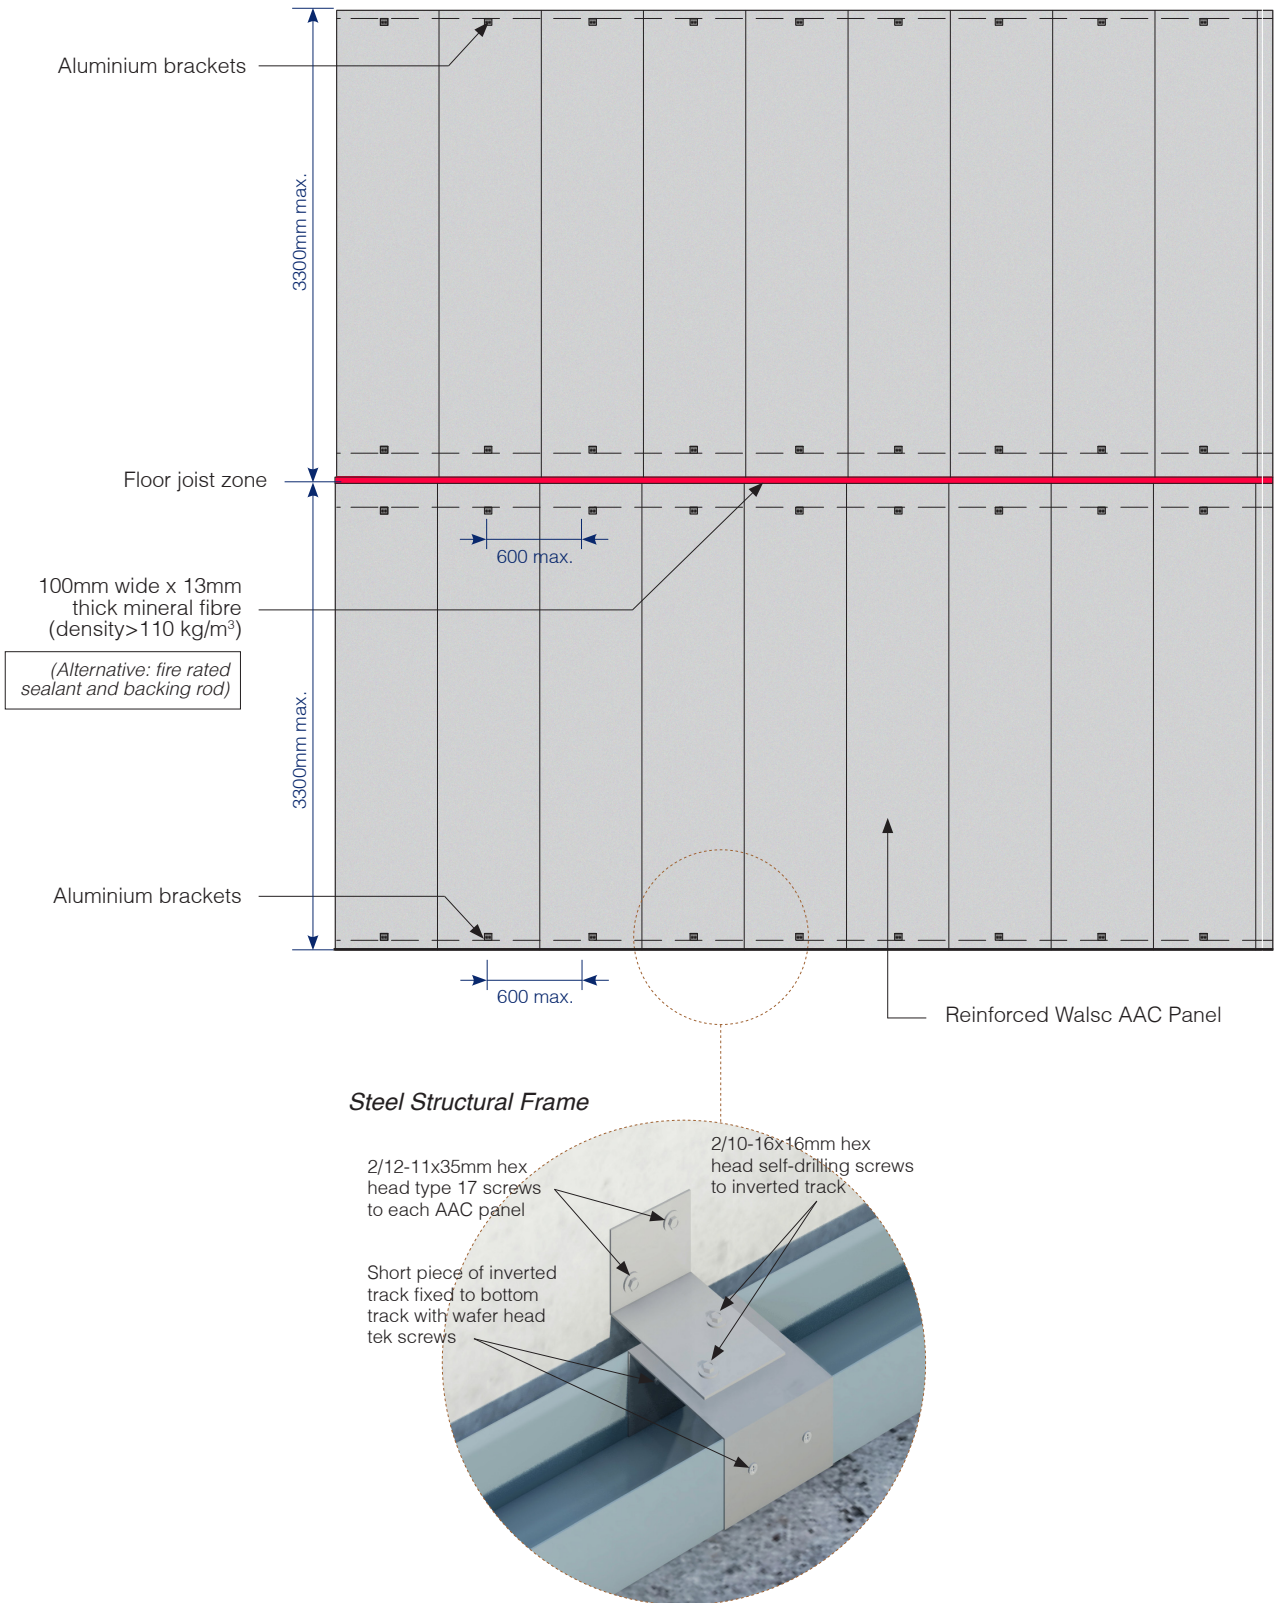 Aluminium brackets
3300mm max.
Floor joist zone
600 max.
100mm wide x 13mm
thick mineral fibre
(density>110 kg/m³)
(Alternative: fire rated
sealant and backing rod)
3300mm max.
Aluminium brackets
600 max.
Reinforced Walsc AAC Panel
Steel Structural Frame
2/12-11x35mm hex
head type 17 screws
to each AAC panel
2/10-16x16mm hex
head self-drilling screws
to inverted track
Short piece of inverted
track fixed to bottom
track with wafer head
tek screws